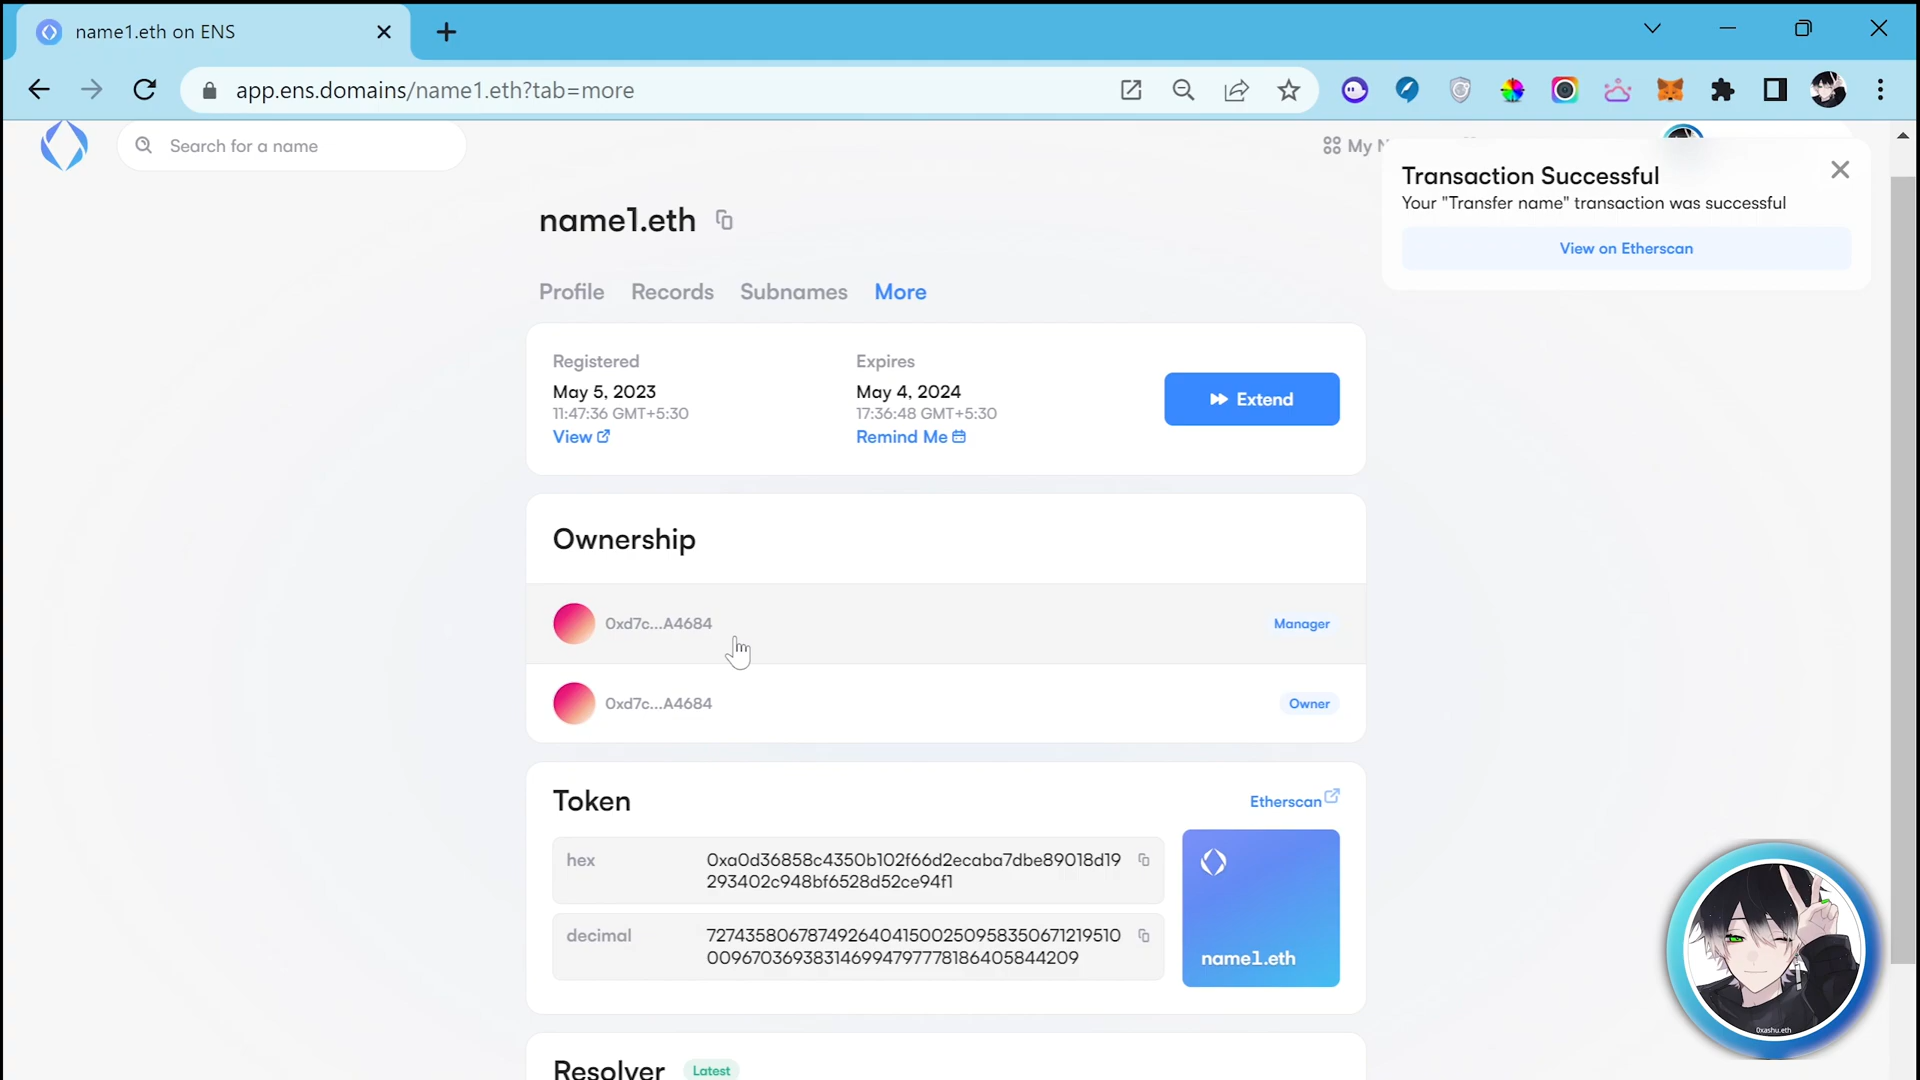 name1.eth on ENS
app.ens.domains/name1.eth?tab=more
Search for a name
My N
Transaction Successful
Your "Transfer name" transaction was successful
View on Etherscan
name1.eth
Profile Records Subnames More
Registered
May 5, 2023
11:47:36 GMT+5:30
View
Expires
May 4, 2024
17:36:48 GMT+5:30
Remind Me
Extend
Ownership
0xd7c...A4684 Manager
0xd7c...A4684 Owner
Token
Etherscan
hex
0xa0d36858c4350b102f66d2ecaba7dbe89018d19
293402c948bf6528d52ce94f1
decimal
72743580678749264041500250958350671219510
009670369383146994797778186405844209
name1.eth
Resolver Latest
0xashu.eth